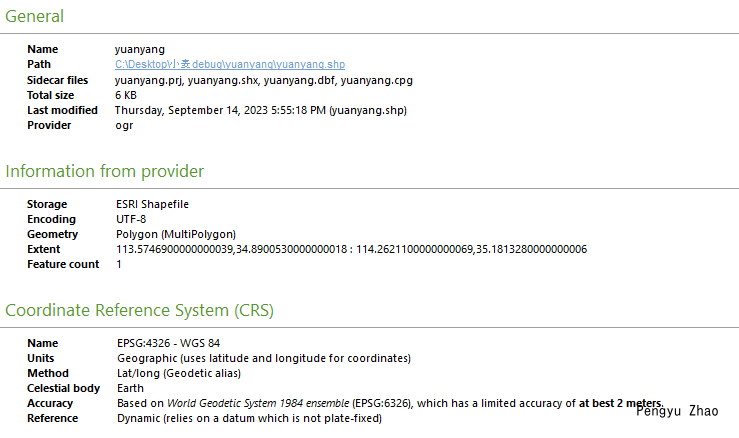 General
Name yuanyang
Path C:\Desktop\小麦debug\yuanyang\yuanyang.shp
Sidecar files yuanyang.prj, yuanyang.shx, yuanyang.dbf, yuanyang.cpg
Total size 6 KB
Last modified Thursday, September 14, 2023 5:55:18 PM (yuanyang.shp)
Provider ogr
Information from provider
Storage ESRI Shapefile
Encoding UTF-8
Geometry Polygon (MultiPolygon)
Extent 113.5746900000000039,34.8900530000000018 : 114.2621100000000069,35.1813280000000006
Feature count 1
Coordinate Reference System (CRS)
Name EPSG:4326 - WGS 84
Units Geographic (uses latitude and longitude for coordinates)
Method Lat/long (Geodetic alias)
Celestial body Earth
Accuracy Based on World Geodetic System 1984 ensemble (EPSG:6326), which has a limited accuracy of at best 2 meters.
Reference Dynamic (relies on a datum which is not plate-fixed)
Pengyu Zhao